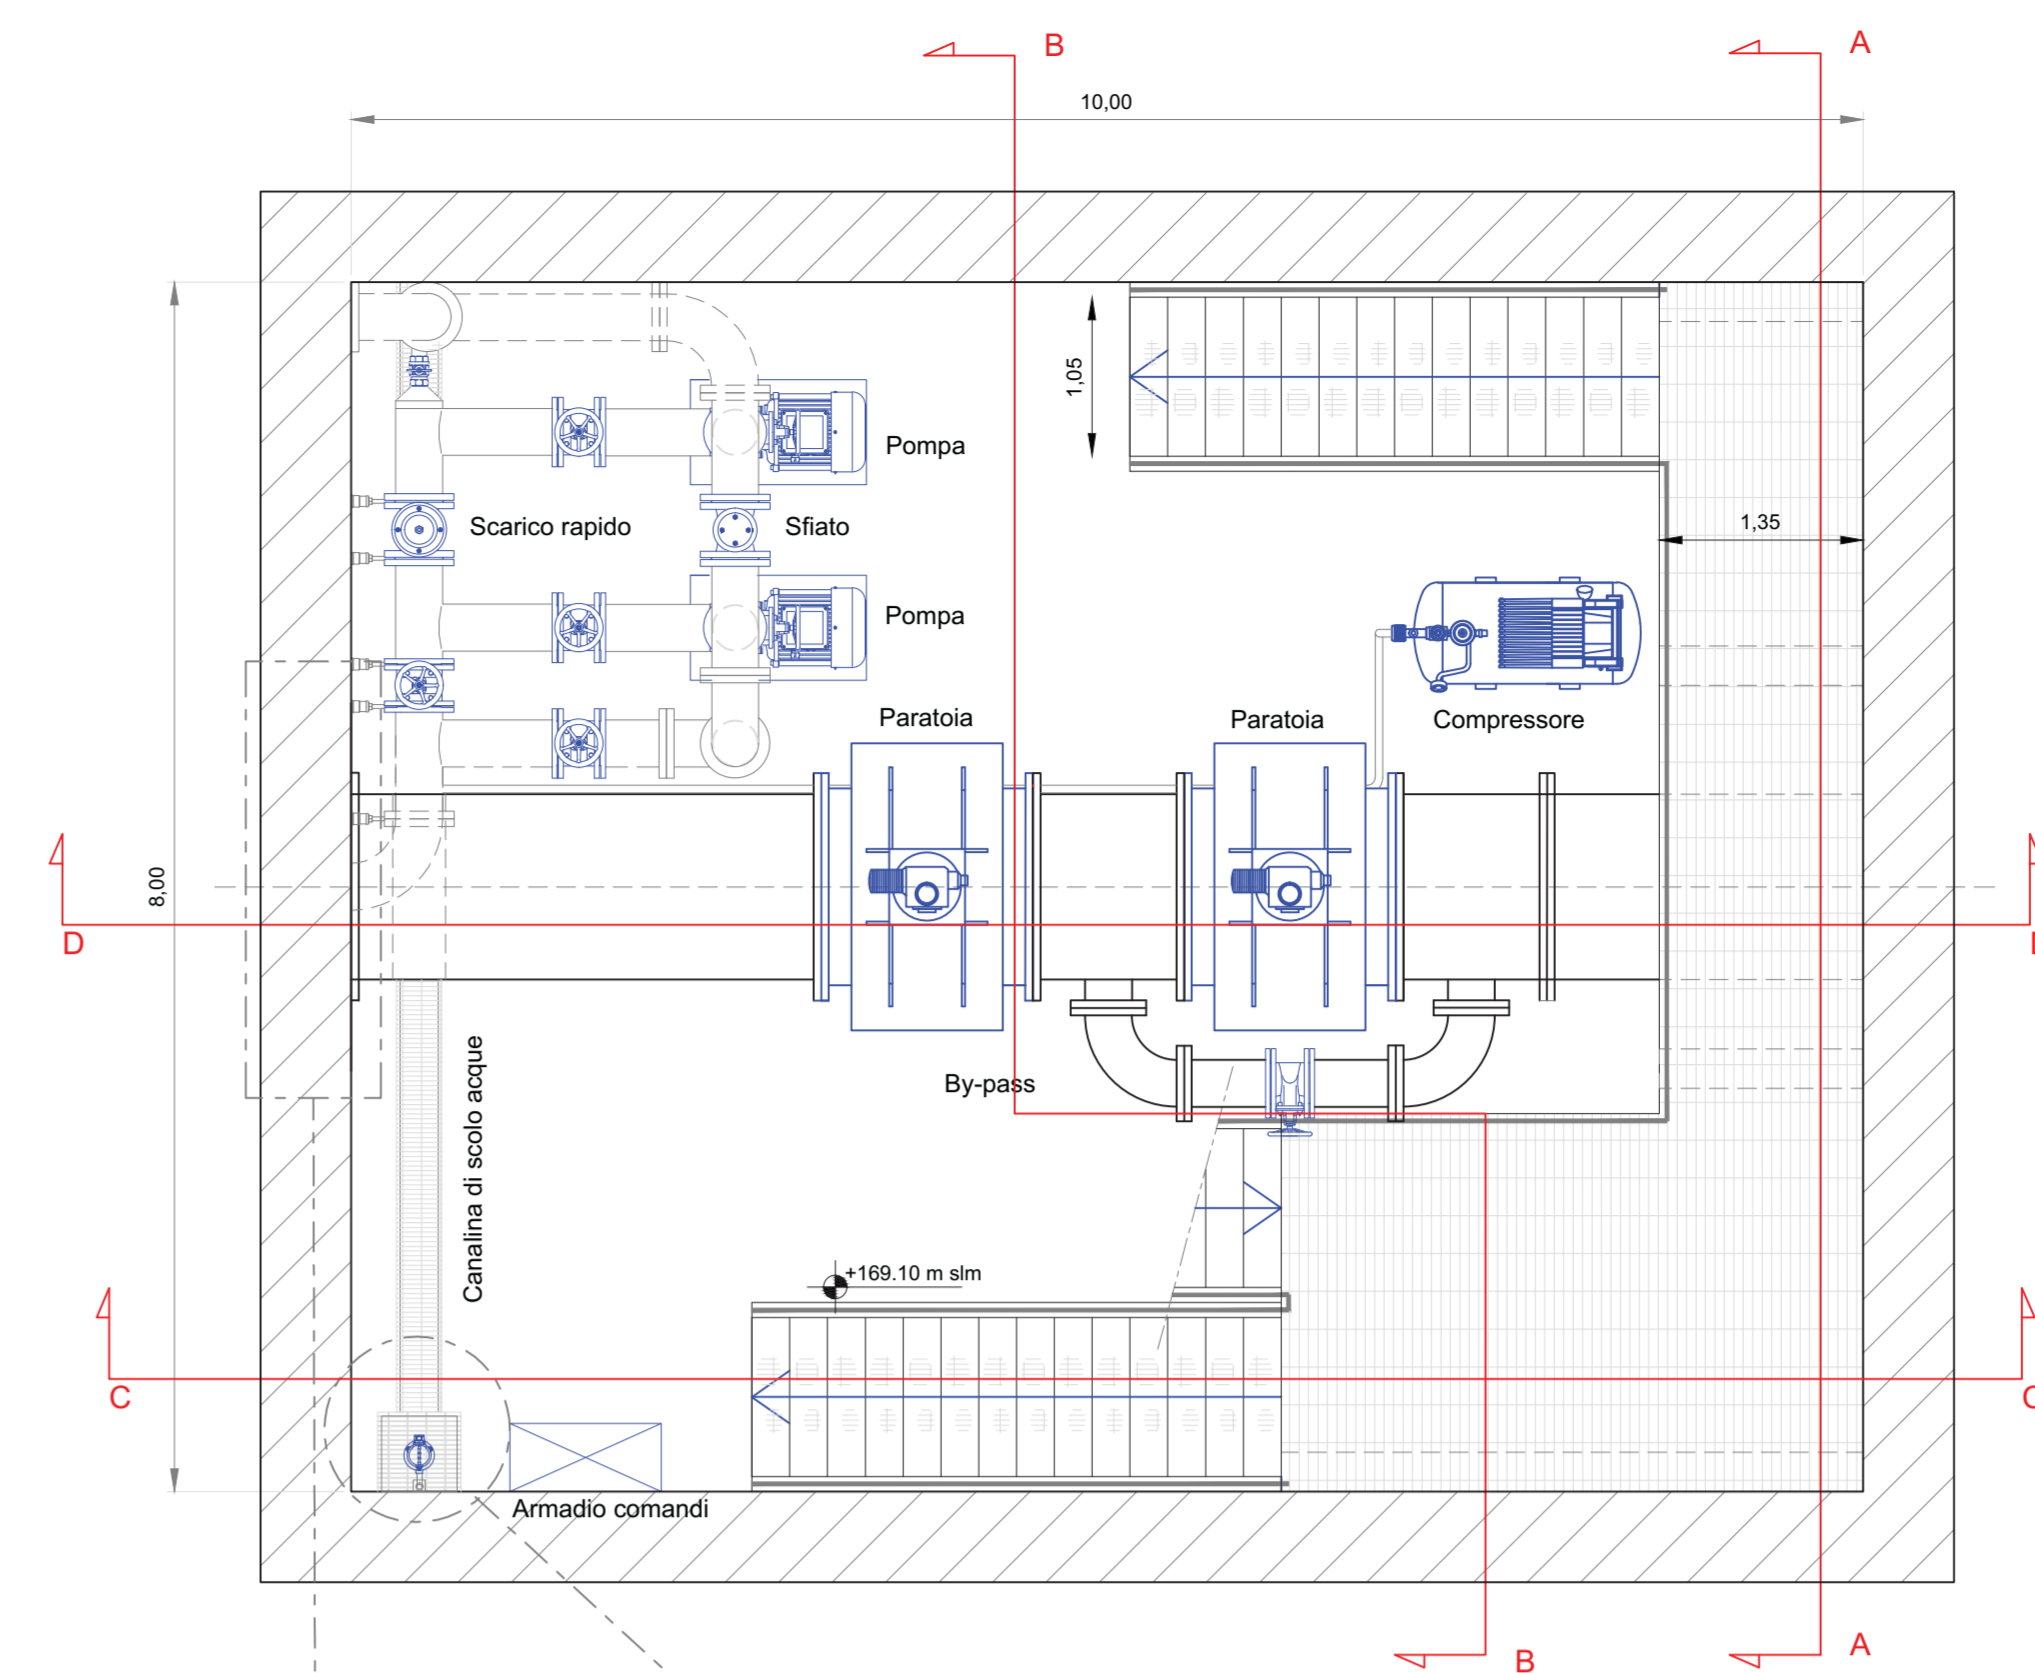 B
A
10,00
1,05
Pompa
Scarico rapido
Sfiato
1,35
Pompa
Paratoia
Paratoia
Compressore
8,00
D
By-pass
Canalina di scolo acque
+169.10 m slm
C
Armadio comandi
B
A